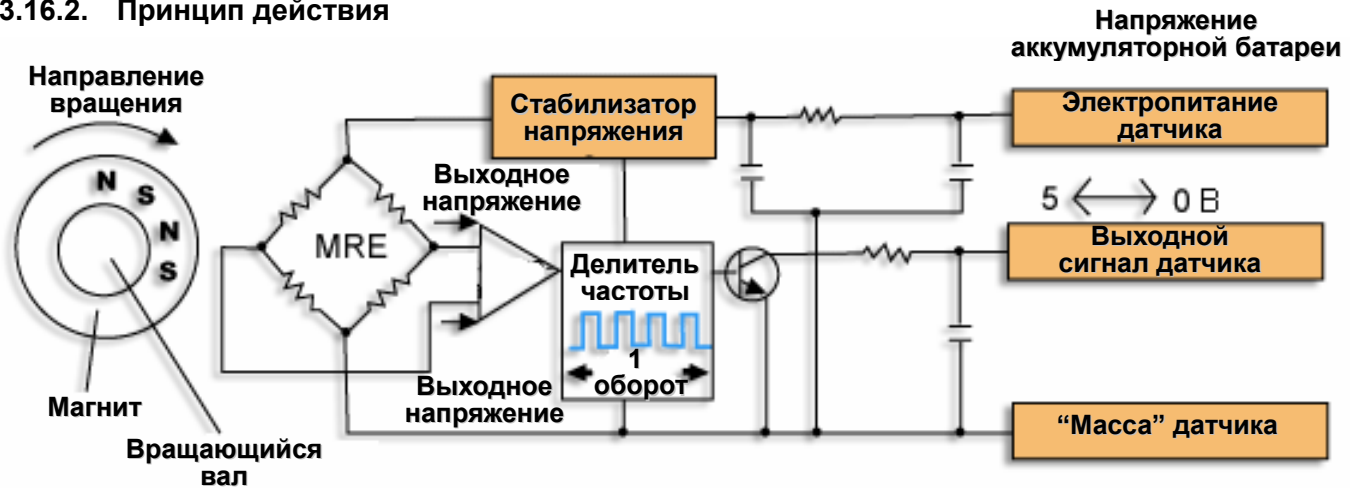 3.16.2. Принцип действия
Напряжение
аккумуляторной батареи
Направление
вращения
Стабилизатор
напряжения
Электропитание
датчика
Выходное
напряжение
N
S
N
S
MRE
5 0 В
Делитель
частоты
Выходной
сигнал датчика
1
оборот
Выходное
напряжение
Магнит
“Масса” датчика
Вращающийся
вал